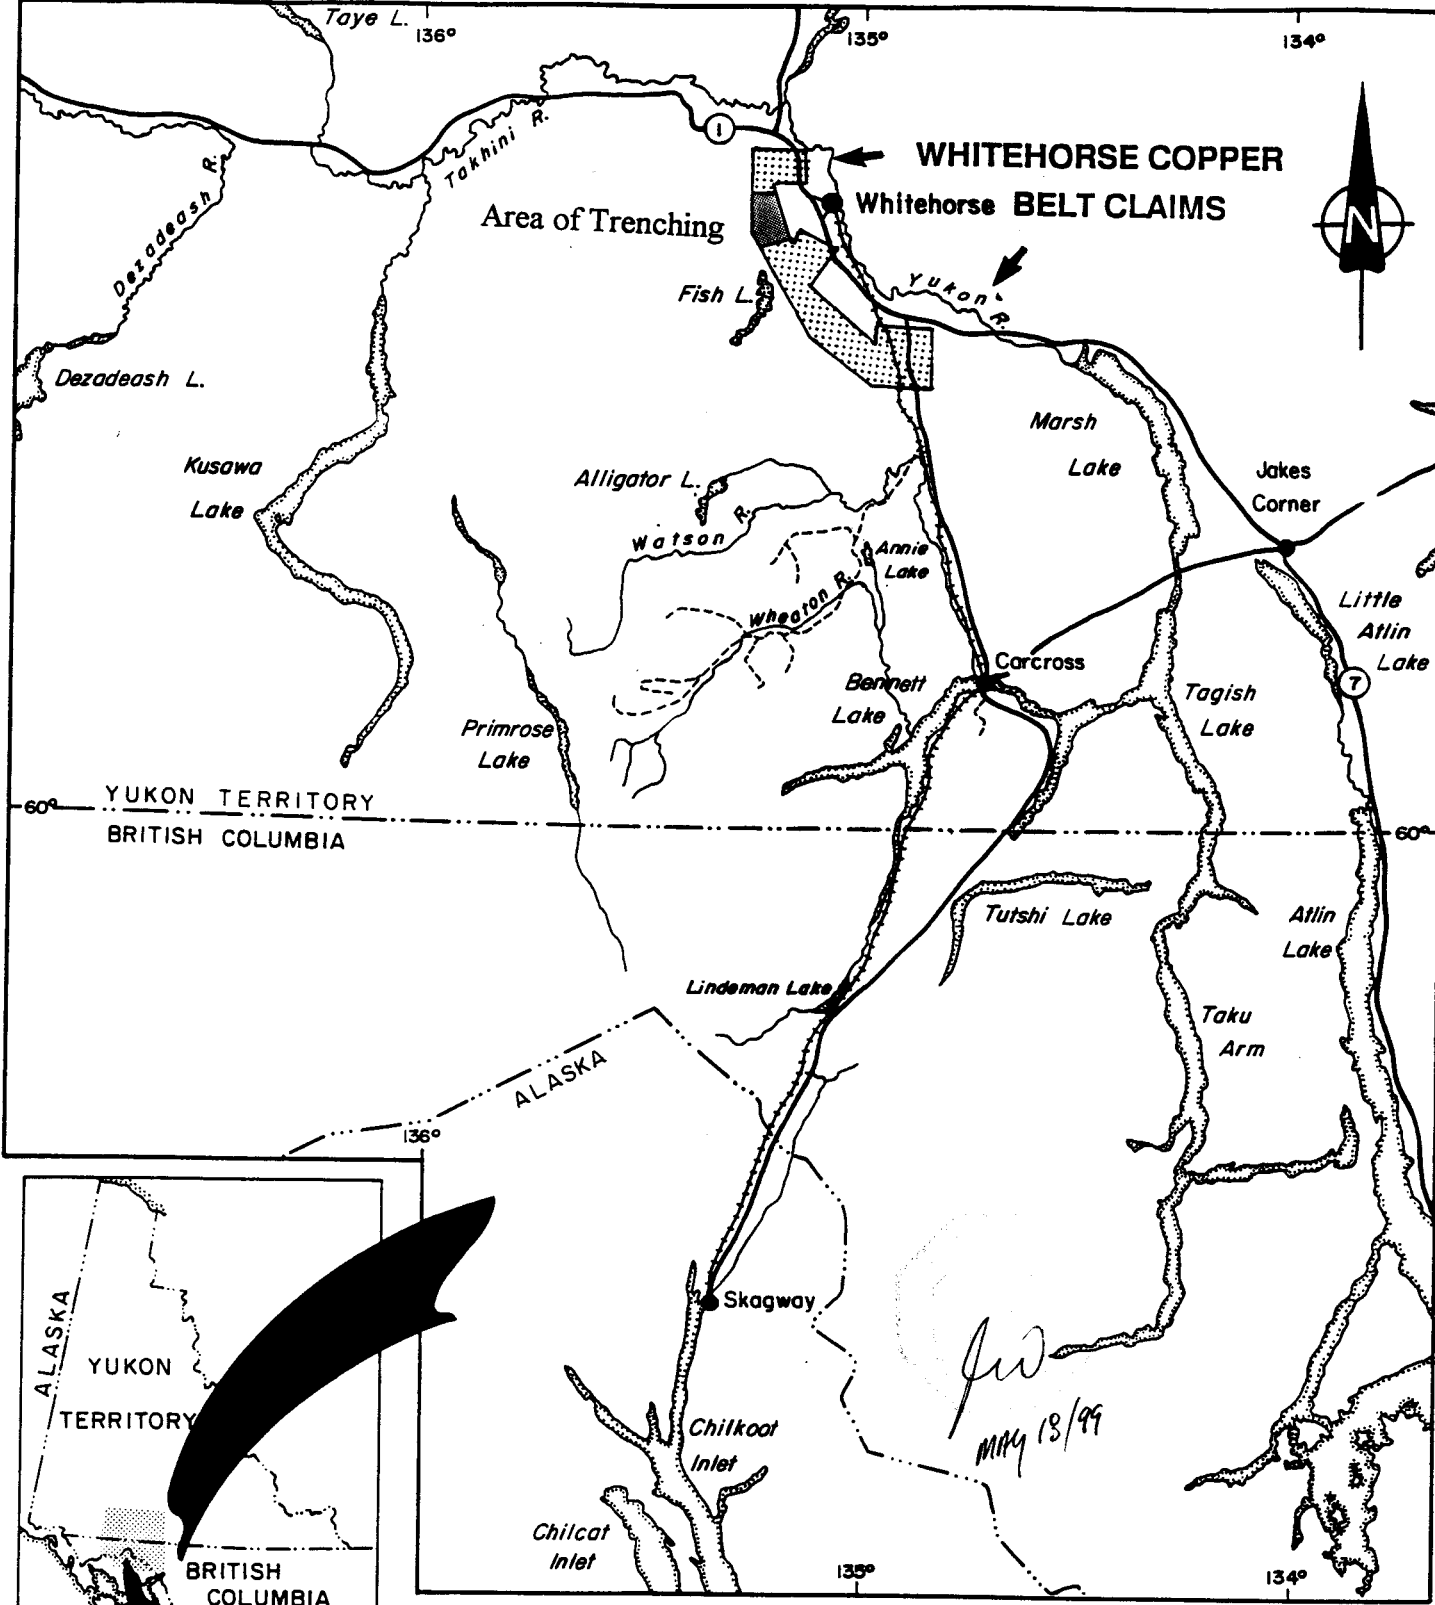 Taye L.
136°
135°
134°
1
Takhini R.
WHITEHORSE COPPER
Whitehorse BELT CLAIMS
Area of Trenching
N
Dezadeash R.
Fish L.
Yukon R.
Dezadeash L.
Marsh
Lake
Kusawa
Lake
Alligator L.
Jakes
Corner
Watson R.
Annie
Lake
Wheaton R.
Little
Atlin
Lake
Carcross
7
Bennett
Lake
Tagish
Lake
Primrose
Lake
60°
YUKON TERRITORY
BRITISH COLUMBIA
60°
Tutshi Lake
Atlin
Lake
Lindeman Lake
Taku
Arm
ALASKA
136°
Skagway
ALASKA
YUKON
TERRITORY
Chilkoot
Inlet
MAY 13/99
Chilcat
Inlet
135°
134°
BRITISH
COLUMBIA